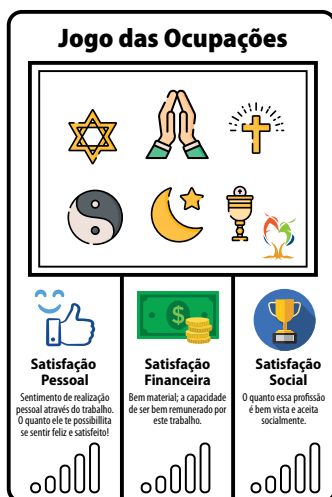 Jogo das Ocupações
Satisfação
Pessoal
Sentimento de realização
pessoal através do trabalho.
O quanto ele te possibillita
se sentir feliz e satisfeito!
$
Satisfação
Financeira
Bem material; a capacidade
de ser bem remunerado por
este trabalho.
Satisfação
Social
O quanto essa profissão
é bem vista e aceita
socialmente.